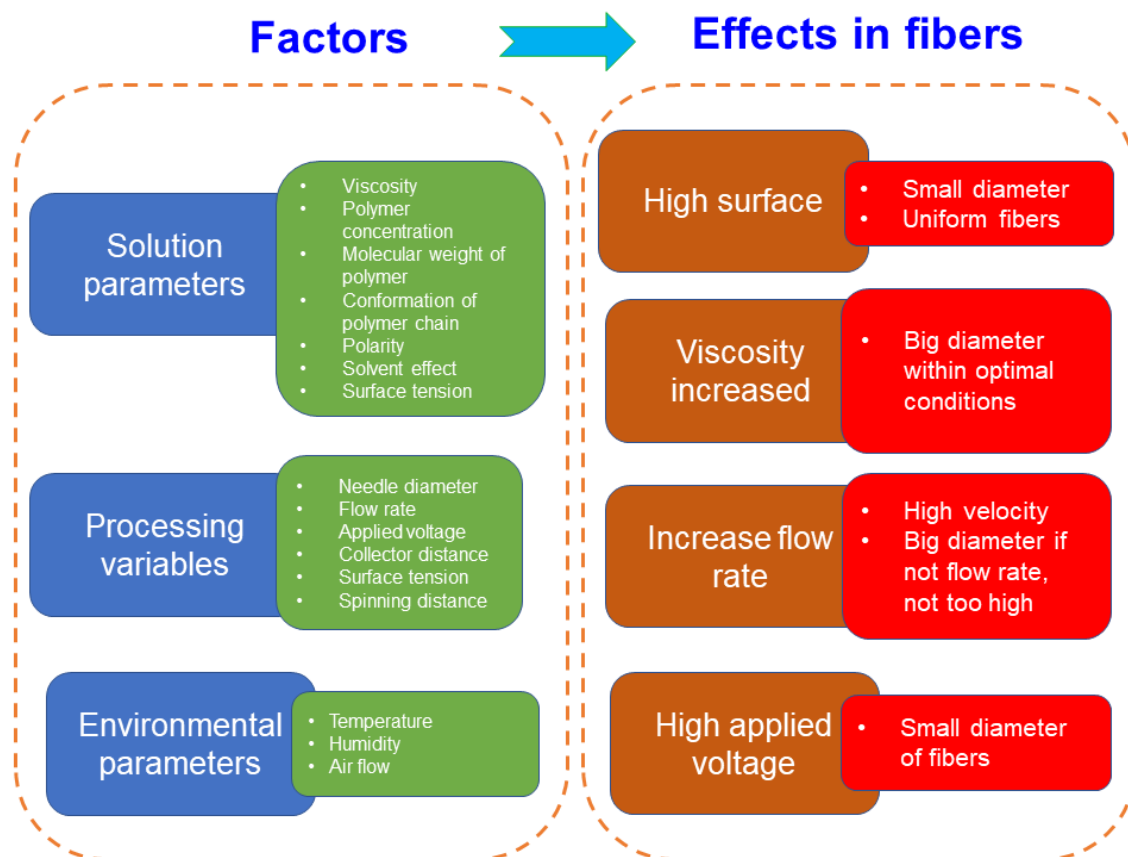 Factors
Effects in fibers
Solution
parameters
• Viscosity
• Polymer
concentration
• Molecular weight of
polymer
• Conformation of
polymer chain
• Polarity
• Solvent effect
• Surface tension
Processing
variables
• Needle diameter
• Flow rate
• Applied voltage
• Collector distance
• Surface tension
• Spinning distance
Environmental
parameters
• Temperature
• Humidity
• Air flow
High surface
• Small diameter
• Uniform fibers
Viscosity
increased
• Big diameter
within optimal
conditions
Increase flow
rate
• High velocity
• Big diameter if
not flow rate,
not too high
High applied
voltage
• Small diameter
of fibers